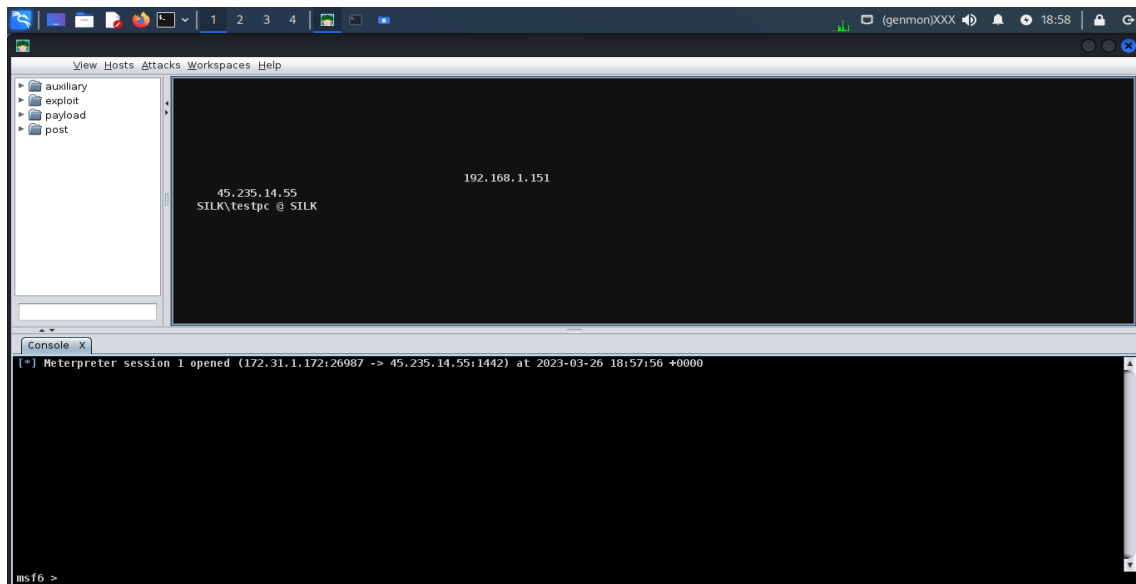 1 2 3 4 (genmon)XXX 18:58
View Hosts Attacks Workspaces Help
auxiliary
exploit
payload
post
192.168.1.151
45.235.14.55
SILK\testpc @ SILK
Console X
[*] Meterpreter session 1 opened (172.31.1.172:26987 -> 45.235.14.55:1442) at 2023-03-26 18:57:56 +0000
msf6 >